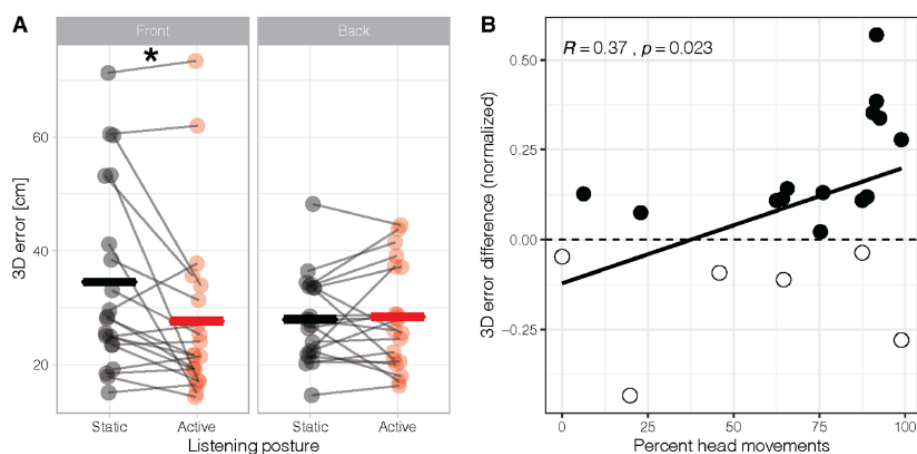 A
Front
Back
*
3D error [cm]
60
40
20
Static
Active
Static
Active
Listening posture
B
R = 0.37 , p = 0.023
3D error difference (normalized)
0.50
0.25
0.00
−0.25
0
25
50
75
100
Percent head movements